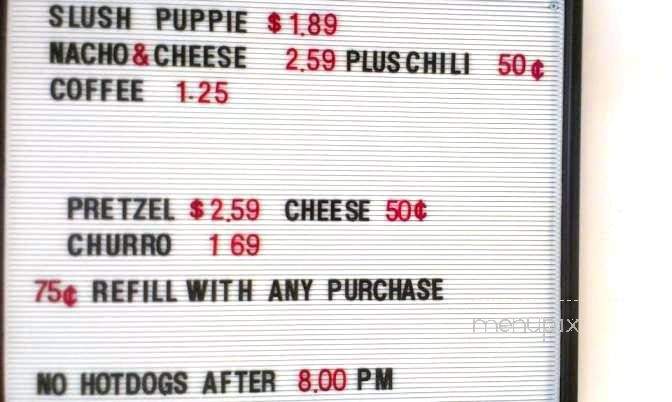 SLUSH PUPPIE $1.89
NACHO&CHEESE 2.59 PLUS CHILI 50¢
COFFEE 1.25
PRETZEL $2.59 CHEESE 50¢
CHURRO 1 69
75¢ REFILL WITH ANY PURCHASE
menupix
NO HOTDOGS AFTER 8.00 PM